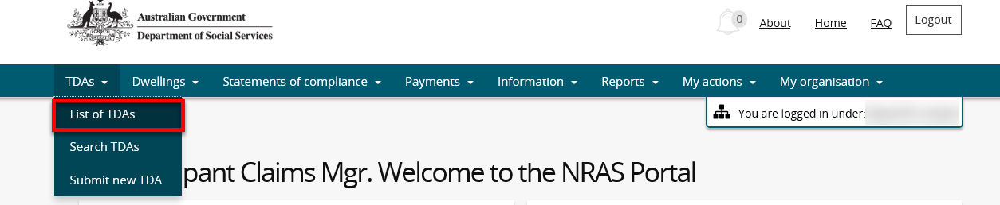 Australian Government
Department of Social Services
0
About Home FAQ Logout
TDAs Dwellings Statements of compliance Payments Information Reports My actions My organisation
List of TDAs
Search TDAs
Submit new TDA
You are logged in under:
pant Claims Mgr. Welcome to the NRAS Portal